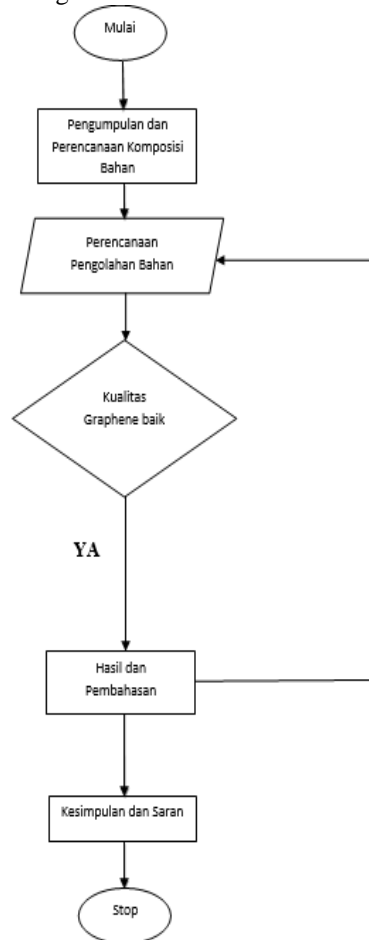 Mulai
Pengumpulan dan
Perencanaan Komposisi
Bahan
Perencanaan
Pengolahan Bahan
Kualitas
Graphene baik
YA
Hasil dan
Pembahasan
Kesimpulan dan Saran
Stop